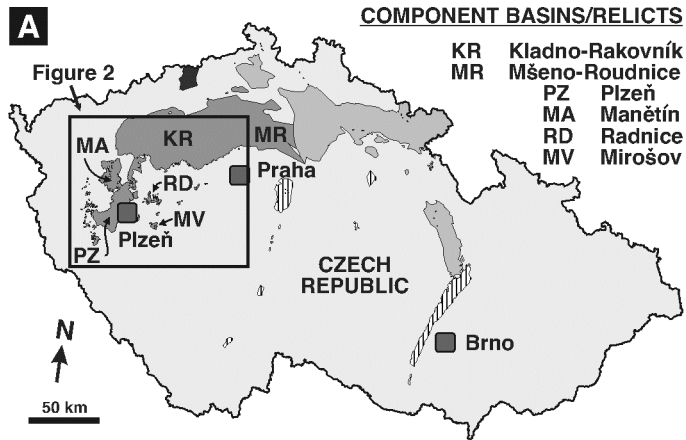 A
COMPONENT BASINS/RELICTS
KR Kladno-Rakovník
MR Mšeno-Roudnice
PZ Plzeň
MA Manětín
RD Radnice
MV Mirošov
Figure 2
MA
KR
MR
RD
Praha
MV
Plzeň
PZ
CZECH
REPUBLIC
N
Brno
50 km